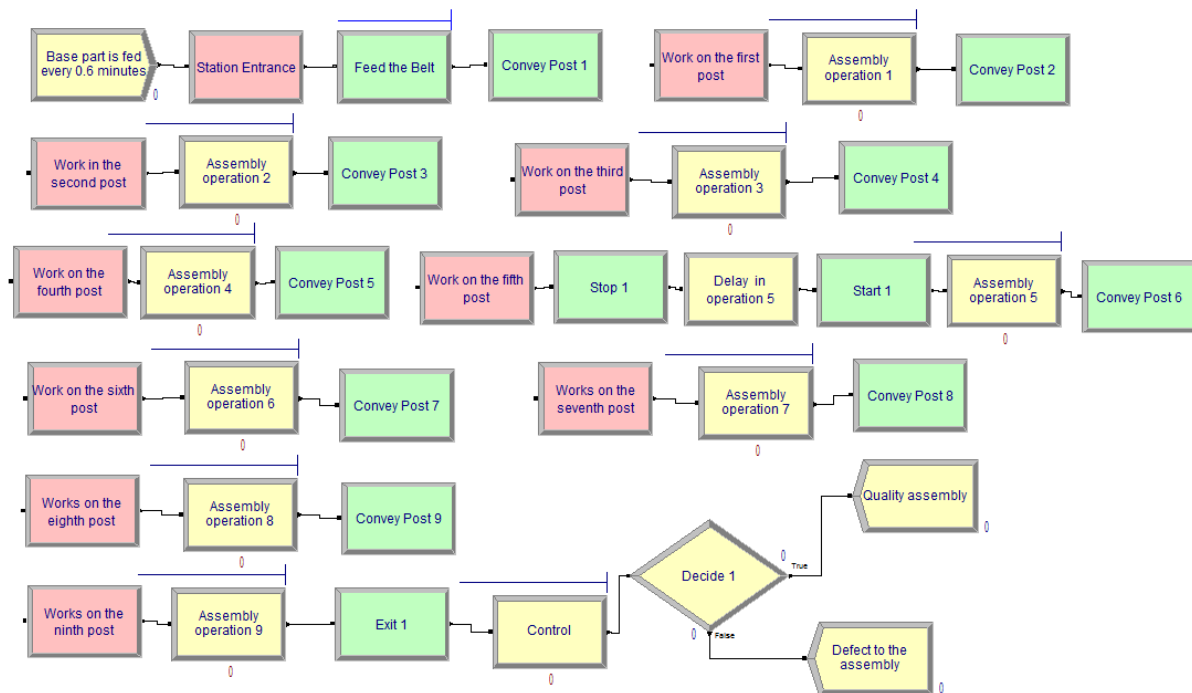 Base part is fed
every 0.6 minutes
0
Station Entrance
Feed the Belt
Convey Post 1
Work on the first
post
Assembly
operation 1
0
Convey Post 2
Work in the
second post
Assembly
operation 2
0
Convey Post 3
Work on the third
post
Assembly
operation 3
0
Convey Post 4
Work on the
fourth post
Assembly
operation 4
0
Convey Post 5
Work on the fifth
post
Stop 1
Delay in
operation 5
Start 1
Assembly
operation 5
0
Convey Post 6
Work on the sixth
post
Assembly
operation 6
0
Convey Post 7
Works on the
seventh post
Assembly
operation 7
0
Convey Post 8
Works on the
eighth post
Assembly
operation 8
0
Convey Post 9
Works on the
ninth post
Assembly
operation 9
0
Exit 1
Control
0
Decide 1
0
True
0
False
Quality assembly
0
Defect to the
assembly
0